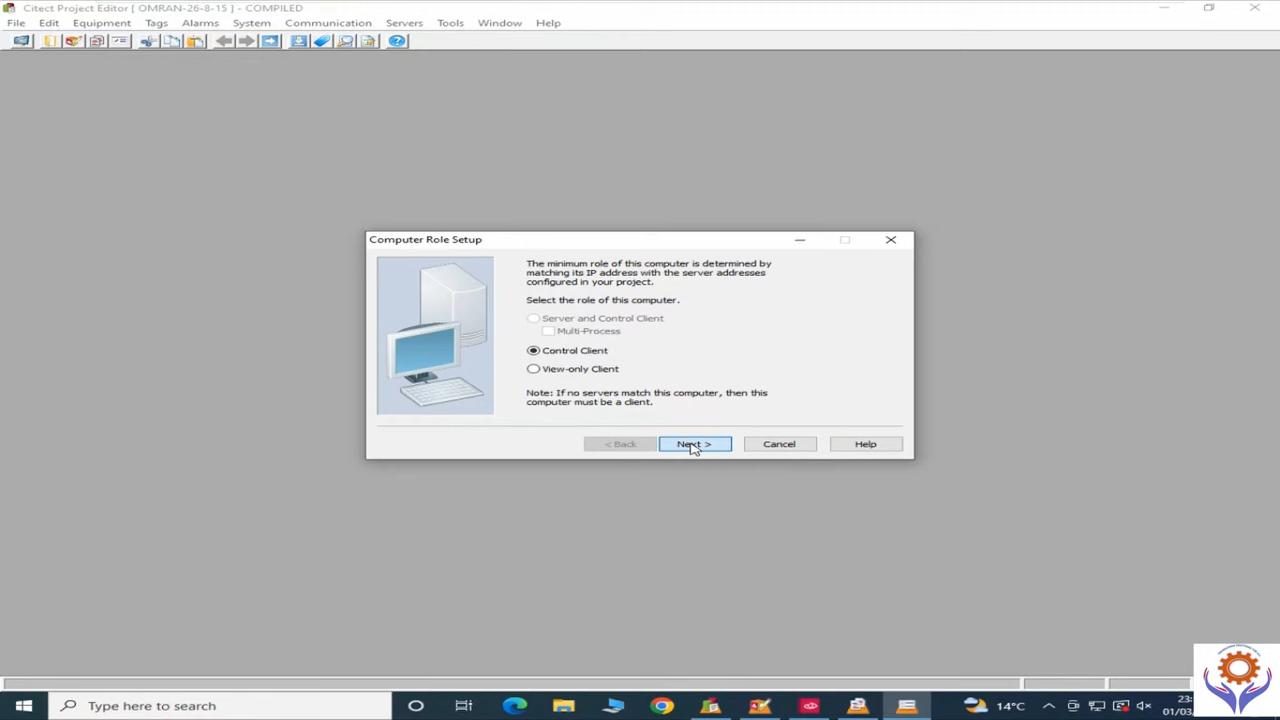 Citect Project Editor [ OMRAN-26-8-15 ] - COMPILED
File Edit Equipment Tags Alarms System Communication Servers Tools Window Help
Computer Role Setup
The minimum role of this computer is determined by
matching its IP address with the server addresses
configured in your project.
Select the role of this computer.
Server and Control Client
Multi-Process
Control Client
View-only Client
Note: If no servers match this computer, then this
computer must be a client.
< Back Next > Cancel Help
Type here to search
14°C
23:
01/03